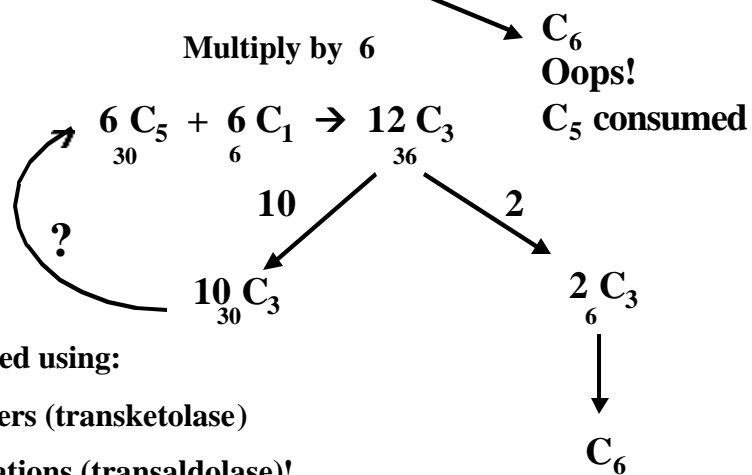 C₆
Multiply by 6
Oops!
6 C₅ + 6 C₁ → 12 C₃
C₅ consumed
30 6 36
10 2
?
10 C₃ 2 C₃
30 6
ed using:
ers (transketolase)
ations (transaldolase)!
C₆